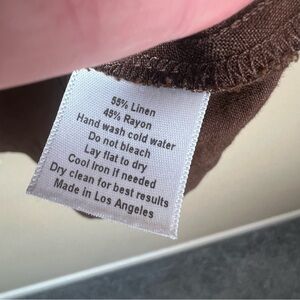 55% Linen
45% Rayon
Hand wash cold water
Do not bleach
Lay flat to dry
Cool Iron if needed
Dry clean for best results
Made in Los Angeles